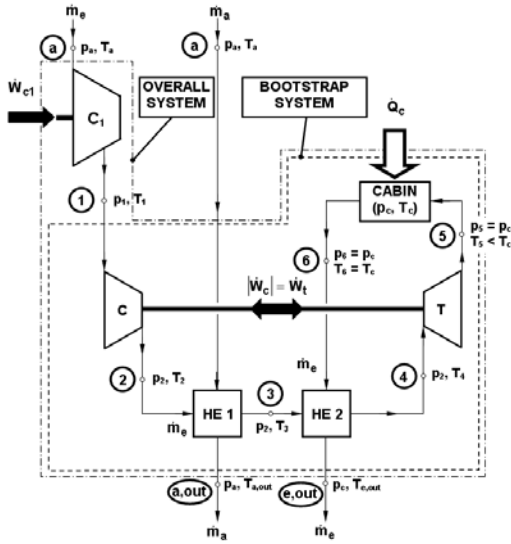 ṁe
ṁa
a
pa, Ta
a
pa, Ta
Ẇc1
C1
OVERALL
SYSTEM
BOOTSTRAP
SYSTEM
Q̇c
1
p1, T1
CABIN
(pc, Tc)
5
p5 = pc
T5 < Tc
6
p6 = pc
T6 = Tc
C
|Ẇc| = Ẇt
T
2
p2, T2
ṁe
3
4
p2, T4
ṁe
HE 1
p2, T3
HE 2
a,out
pa, Ta,out
e,out
pc, Te,out
ṁa
ṁe